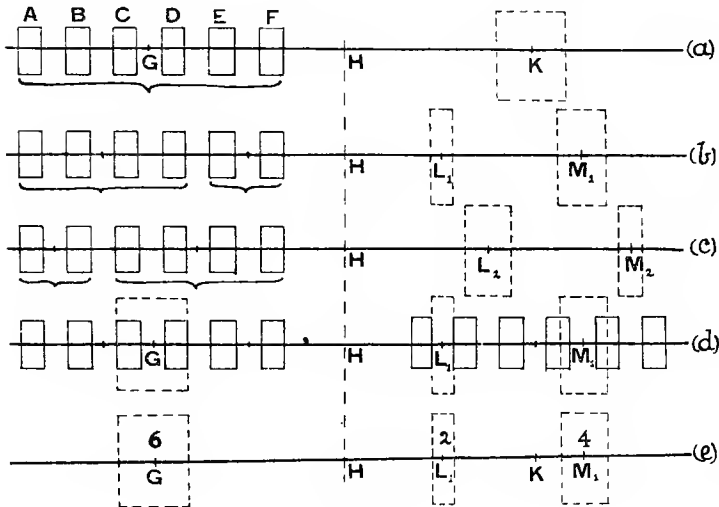 A B C D E F
G H K (a)
H L₁ M₁ (b)
H L₂ M₂ (c)
G H L₁ M₁ (d)
6 2 4
G H L₁ K M₁ (e)